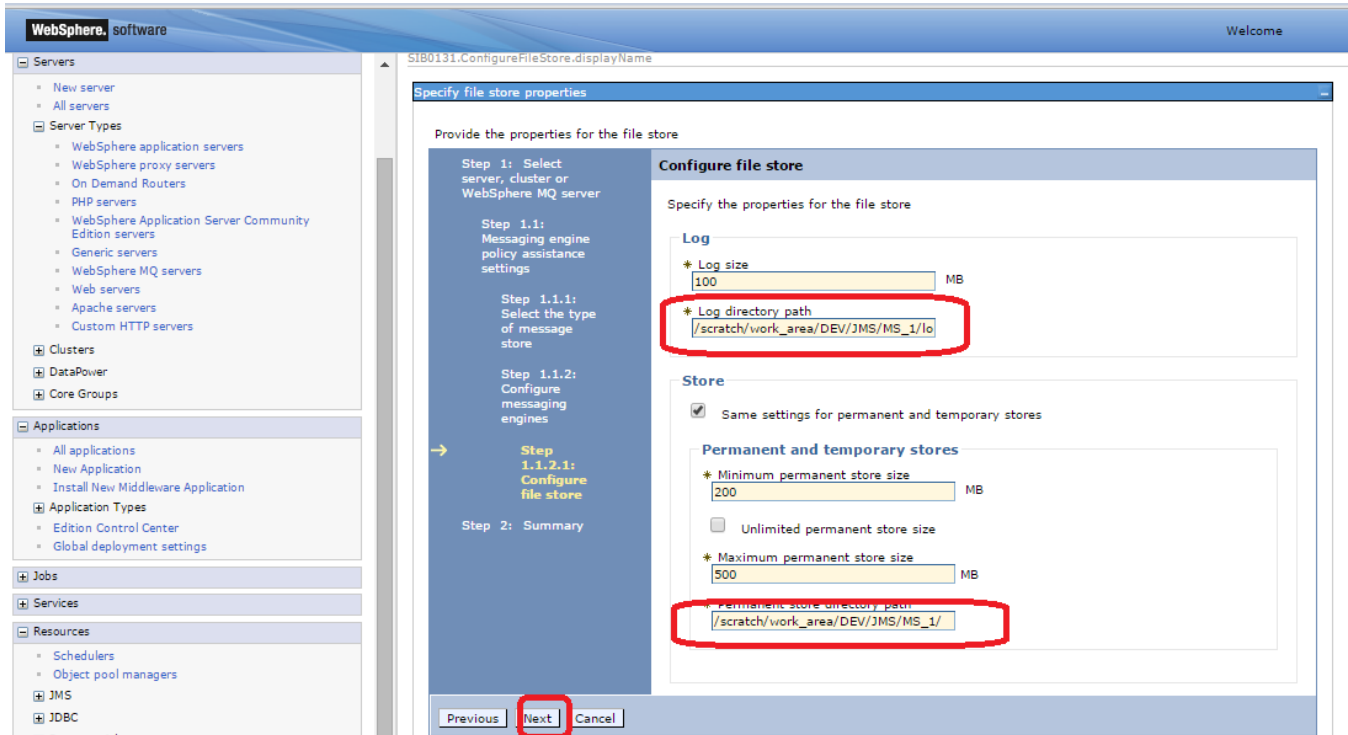 WebSphere. software
Welcome
Servers
New server
All servers
Server Types
WebSphere application servers
WebSphere proxy servers
On Demand Routers
PHP servers
WebSphere Application Server Community
Edition servers
Generic servers
WebSphere MQ servers
Web servers
Apache servers
Custom HTTP servers
Clusters
DataPower
Core Groups
Applications
All applications
New Application
Install New Middleware Application
Application Types
Edition Control Center
Global deployment settings
Jobs
Services
Resources
Schedulers
Object pool managers
JMS
JDBC
SIB0131.ConfigureFileStore.displayName
Specify file store properties
Provide the properties for the file store
Step 1: Select
server, cluster or
WebSphere MQ server
Step 1.1:
Messaging engine
policy assistance
settings
Step 1.1.1:
Select the type
of message
store
Step 1.1.2:
Configure
messaging
engines
Step
1.1.2.1:
Configure
file store
Step 2: Summary
Configure file store
Specify the properties for the file store
Log
* Log size
100 MB
* Log directory path
/scratch/work_area/DEV/JMS/MS_1/lo
Store
Same settings for permanent and temporary stores
Permanent and temporary stores
* Minimum permanent store size
200 MB
Unlimited permanent store size
* Maximum permanent store size
500 MB
* Permanent store directory path
/scratch/work_area/DEV/JMS/MS_1/
Previous Next Cancel